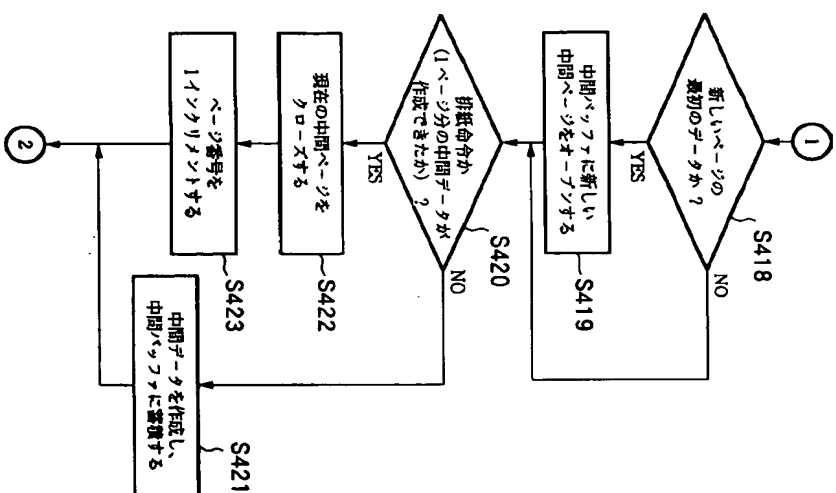 1
新しいページの
最初のデータか ?
S418
YES
NO
中間バッファに新しい
中間ページをオープンする
S419
排紙命令か
(1ページ分の中間データが
作成できたか) ?
S420
YES
NO
現在の中間ページを
クローズする
S422
ページ番号を
1インクリメントする
S423
中間データを作成し、
中間バッファに蓄積する
S421
2